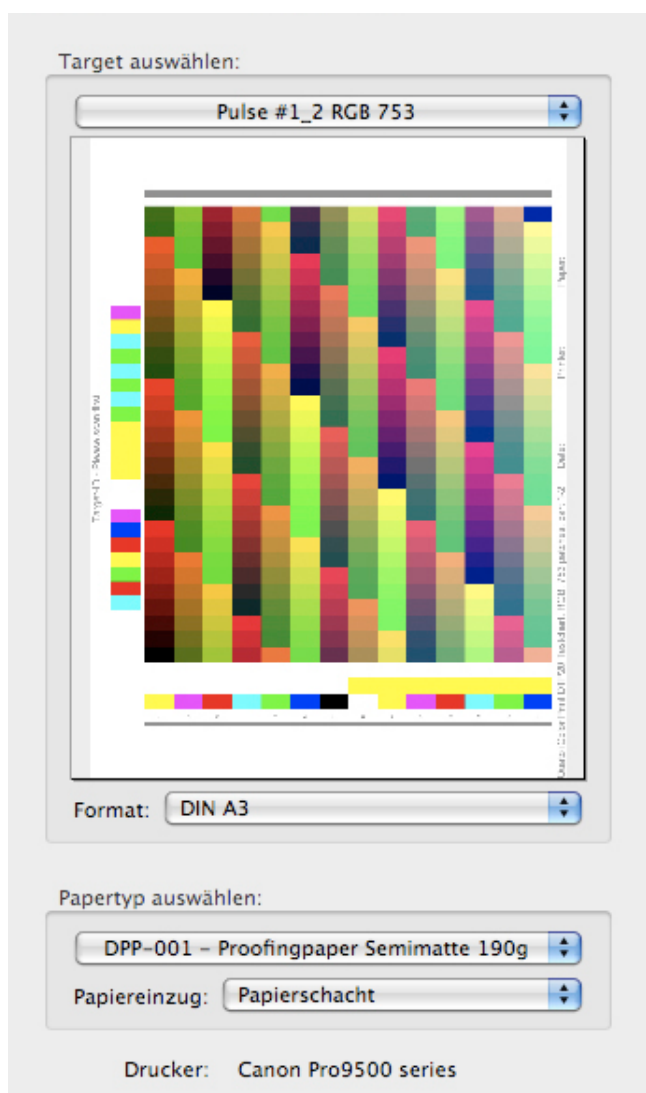 Target auswählen:
Pulse #1_2 RGB 753
Format: DIN A3
Papertyp auswählen:
DPP-001 – Proofingpaper Semimatte 190g
Papiereinzug: Papierschacht
Drucker: Canon Pro9500 series